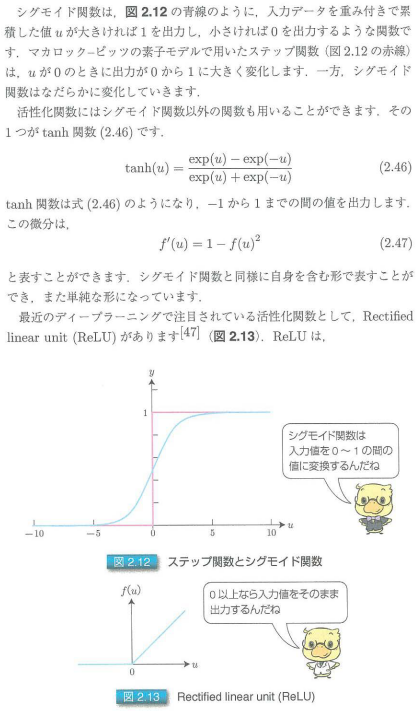 シグモイド関数は，図2.12の青線のように，入力データを重み付きで累
積した値 u が大きければ1を出力し，小さければ0を出力するような関数で
す．マカロック–ピッツの素子モデルで用いたステップ関数（図2.12の赤線）
は，u が0のときに出力が0から1に大きく変化します．一方，シグモイド
関数はなだらかに変化していきます．
活性化関数にはシグモイド関数以外の関数も用いることができます．その
1つが tanh 関数 (2.46) です．
tanh(u) = (exp(u) − exp(−u)) / (exp(u) + exp(−u)) (2.46)
tanh 関数は式 (2.46) のようになり，−1から1までの間の値を出力します．
この微分は，
f′(u) = 1 − f(u)² (2.47)
と表すことができます．シグモイド関数と同様に自身を含む形で表すことが
でき，また単純な形になっています．
最近のディープラーニングで注目されている活性化関数として，Rectified
linear unit (ReLU) があります[47]（図2.13）．ReLU は，
y
1
シグモイド関数は
入力値を0～1の間の
値に変換するんだね
−10 −5 0 5 10 u
図 2.12 ステップ関数とシグモイド関数
f(u)
0以上なら入力値をそのまま
出力するんだね
0 u
図 2.13 Rectified linear unit (ReLU)